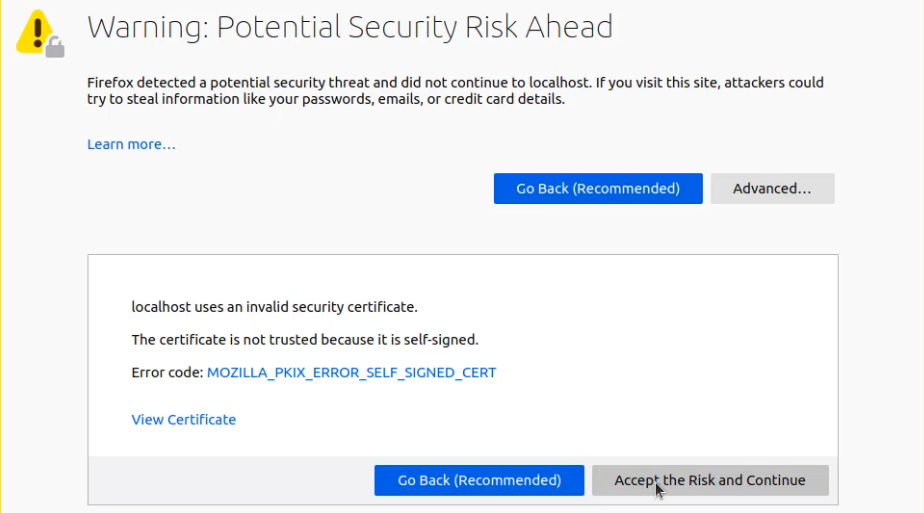 Warning: Potential Security Risk Ahead
Firefox detected a potential security threat and did not continue to localhost. If you visit this site, attackers could
try to steal information like your passwords, emails, or credit card details.
Learn more…
Go Back (Recommended)
Advanced…
localhost uses an invalid security certificate.
The certificate is not trusted because it is self-signed.
Error code: MOZILLA_PKIX_ERROR_SELF_SIGNED_CERT
View Certificate
Go Back (Recommended)
Accept the Risk and Continue